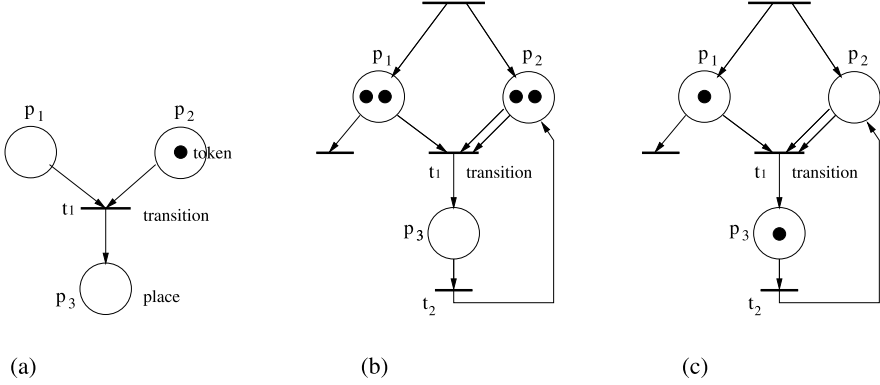 p1
p2
token
t1
transition
p3
place
(a)
p1
p2
t1
transition
p3
t2
(b)
p1
p2
t1
transition
p3
t2
(c)